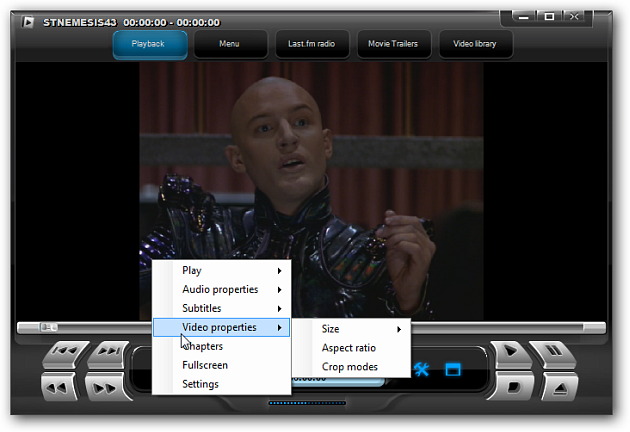 STNEMESIS43 00:00:00 - 00:00:00
Playback
Menu
Last.fm radio
Movie Trailers
Video library
Play
Audio properties
Subtitles
Video properties
Chapters
Fullscreen
Settings
Size
Aspect ratio
Crop modes